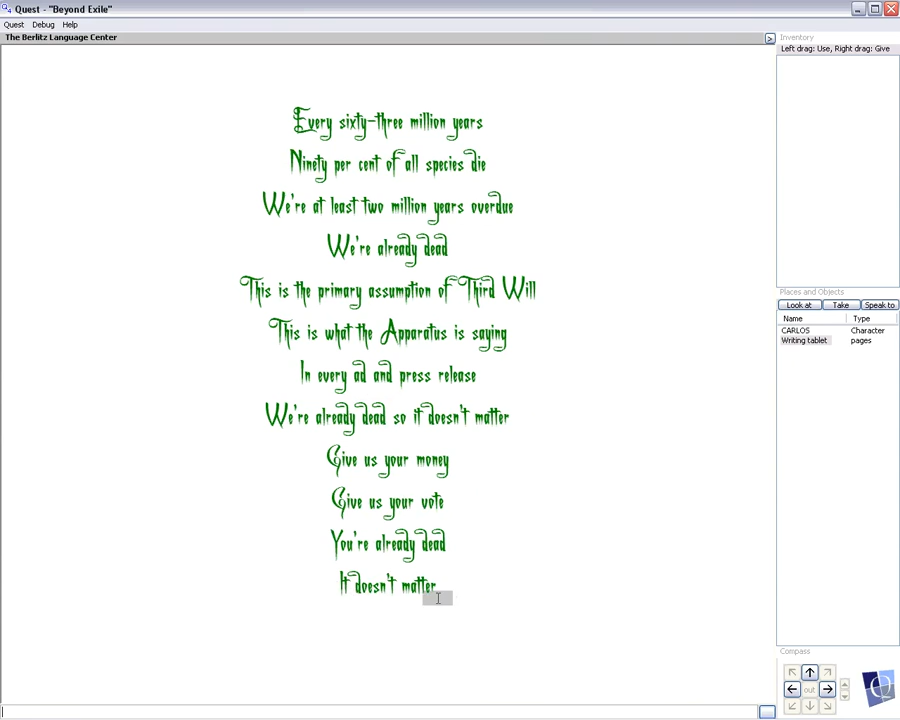 Quest - "Beyond Exile"
Quest Debug Help
The Berlitz Language Center
>
Inventory
Left drag: Use, Right drag: Give
Every sixty-three million years
Ninety per cent of all species die
We're at least two million years overdue
We're already dead
This is the primary assumption of Third Will
This is what the Apparatus is saying
In every ad and press release
We're already dead so it doesn't matter
Give us your money
Give us your vote
You're already dead
It doesn't matter
Places and Objects
Look at Take Speak to
Name Type
CARLOS Character
Writing tablet pages
Compass
out